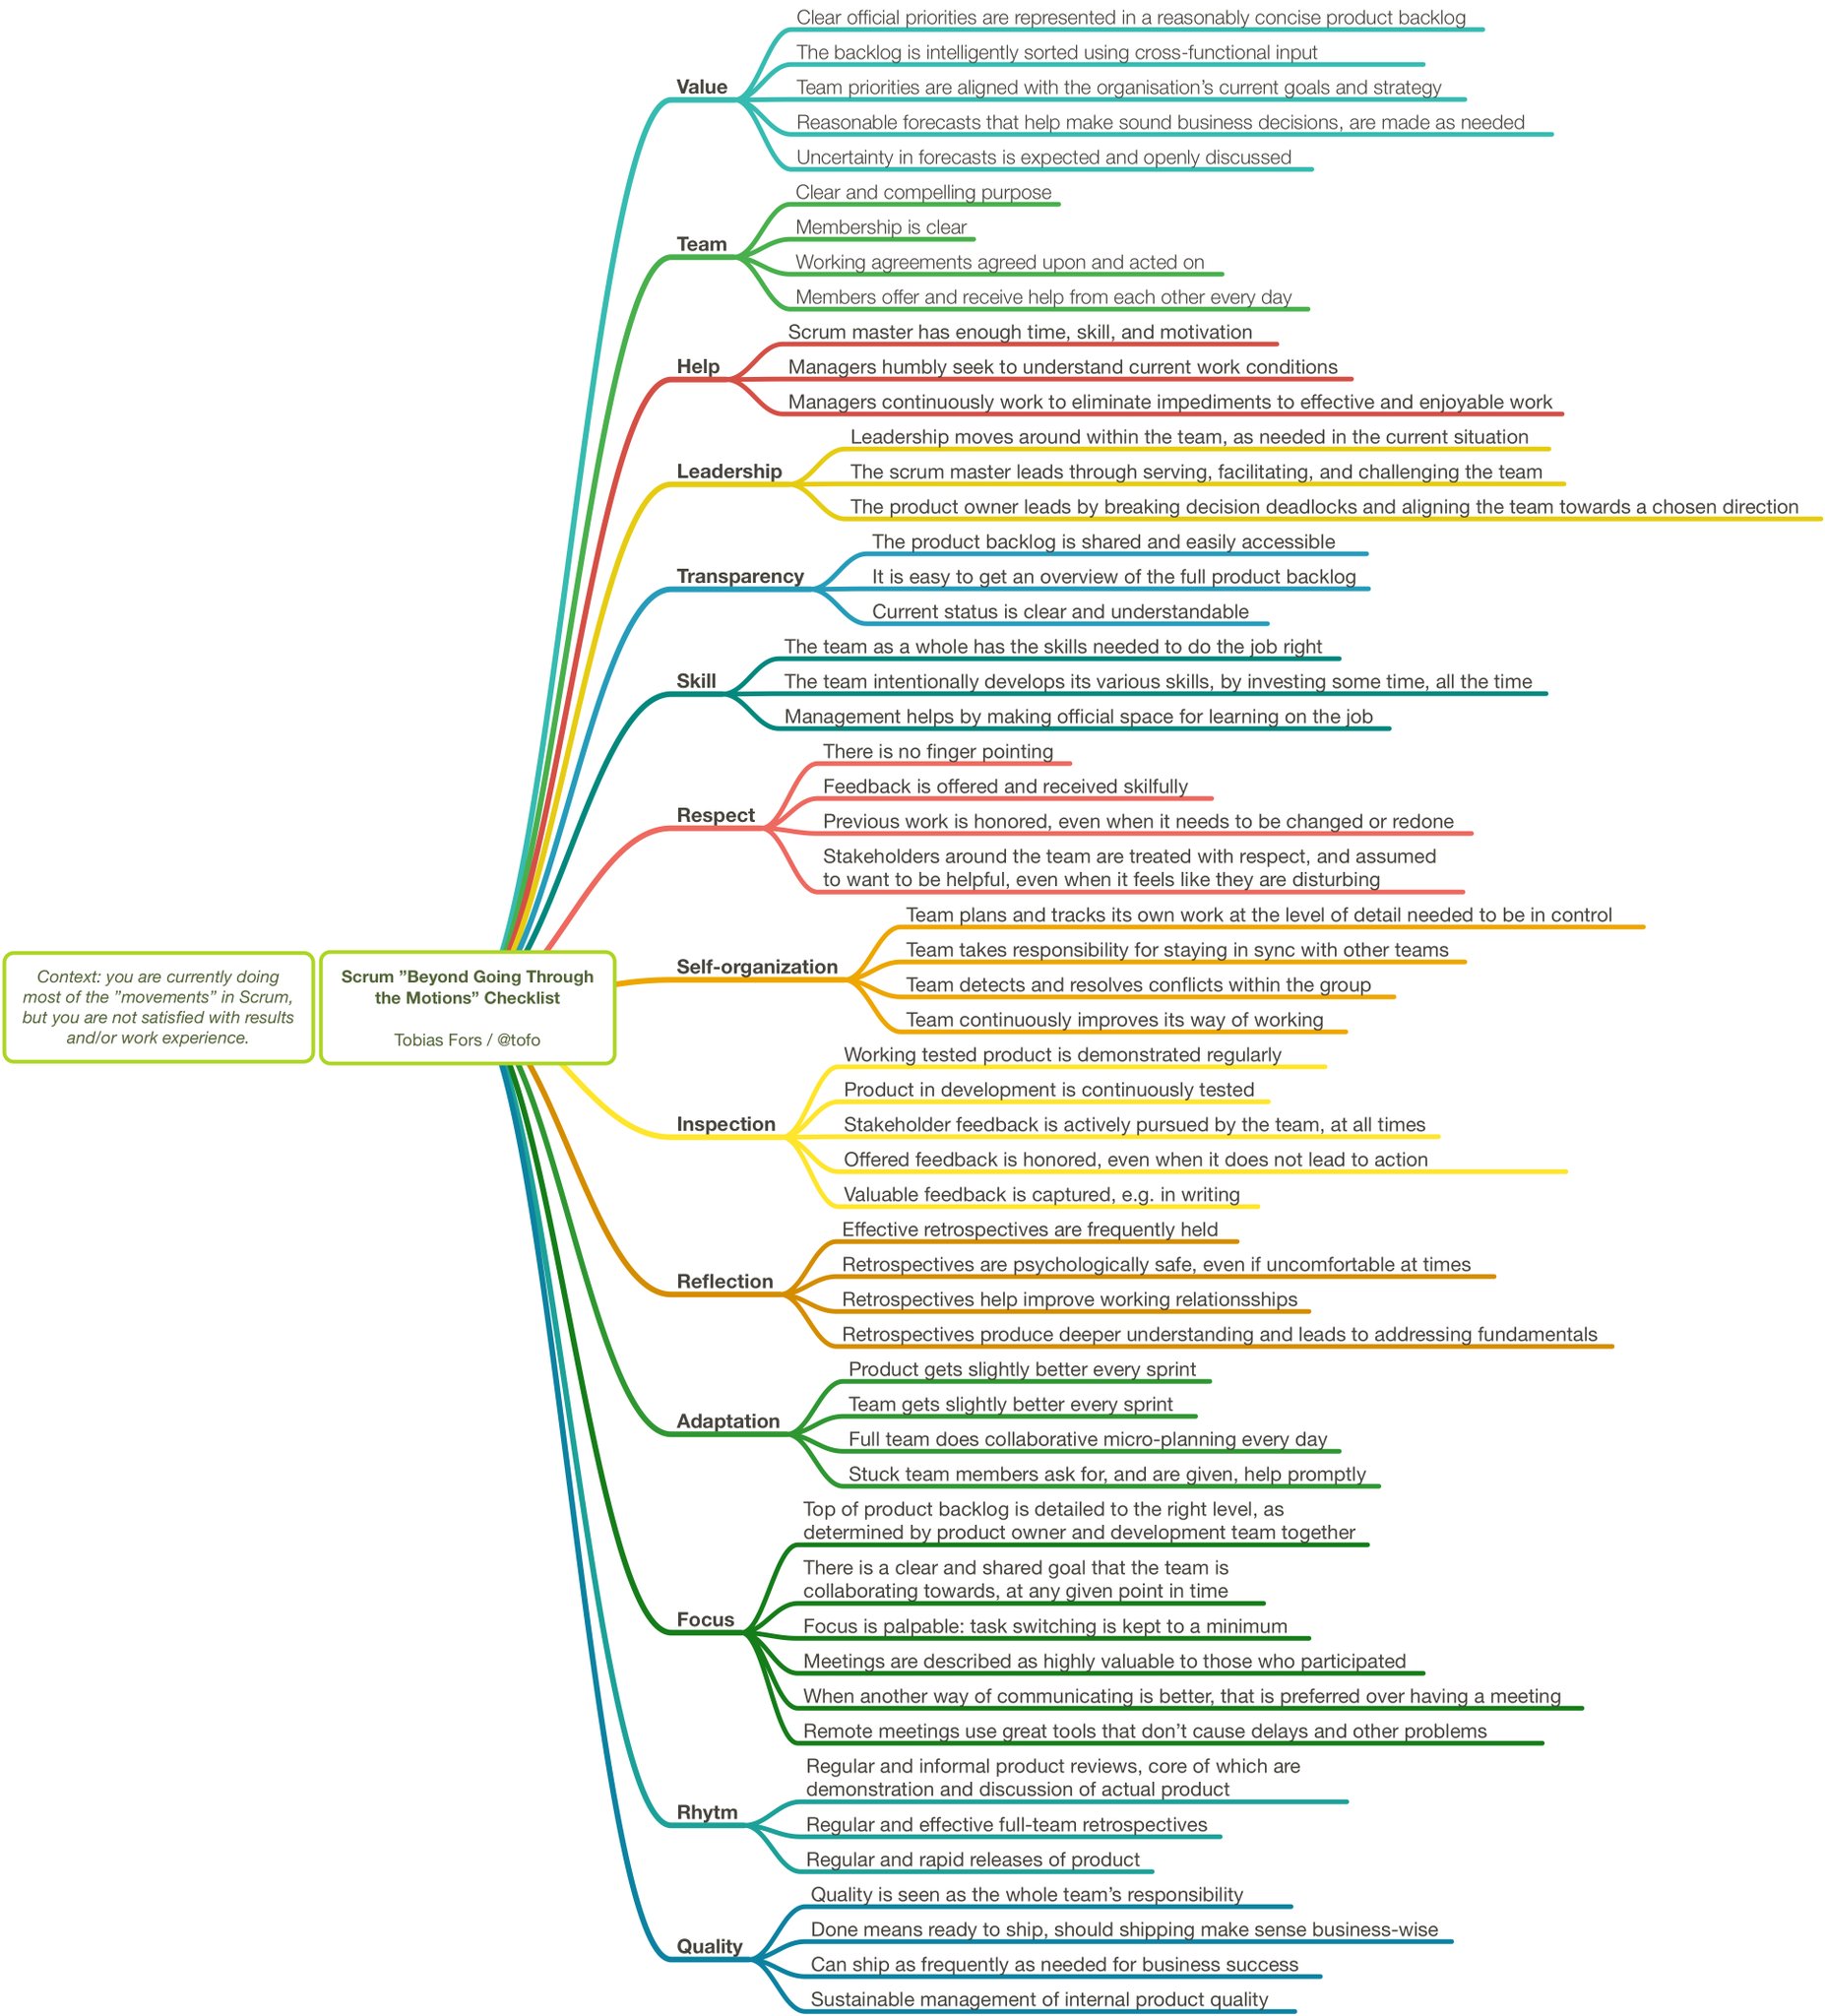 Context: you are currently doing
most of the ”movements” in Scrum,
but you are not satisfied with results
and/or work experience.
Scrum ”Beyond Going Through
the Motions” Checklist
Tobias Fors / @tofo
Value
Clear official priorities are represented in a reasonably concise product backlog
The backlog is intelligently sorted using cross-functional input
Team priorities are aligned with the organisation’s current goals and strategy
Reasonable forecasts that help make sound business decisions, are made as needed
Uncertainty in forecasts is expected and openly discussed
Team
Clear and compelling purpose
Membership is clear
Working agreements agreed upon and acted on
Members offer and receive help from each other every day
Help
Scrum master has enough time, skill, and motivation
Managers humbly seek to understand current work conditions
Managers continuously work to eliminate impediments to effective and enjoyable work
Leadership
Leadership moves around within the team, as needed in the current situation
The scrum master leads through serving, facilitating, and challenging the team
The product owner leads by breaking decision deadlocks and aligning the team towards a chosen direction
Transparency
The product backlog is shared and easily accessible
It is easy to get an overview of the full product backlog
Current status is clear and understandable
Skill
The team as a whole has the skills needed to do the job right
The team intentionally develops its various skills, by investing some time, all the time
Management helps by making official space for learning on the job
Respect
There is no finger pointing
Feedback is offered and received skilfully
Previous work is honored, even when it needs to be changed or redone
Stakeholders around the team are treated with respect, and assumed
to want to be helpful, even when it feels like they are disturbing
Self-organization
Team plans and tracks its own work at the level of detail needed to be in control
Team takes responsibility for staying in sync with other teams
Team detects and resolves conflicts within the group
Team continuously improves its way of working
Inspection
Working tested product is demonstrated regularly
Product in development is continuously tested
Stakeholder feedback is actively pursued by the team, at all times
Offered feedback is honored, even when it does not lead to action
Valuable feedback is captured, e.g. in writing
Reflection
Effective retrospectives are frequently held
Retrospectives are psychologically safe, even if uncomfortable at times
Retrospectives help improve working relationsships
Retrospectives produce deeper understanding and leads to addressing fundamentals
Adaptation
Product gets slightly better every sprint
Team gets slightly better every sprint
Full team does collaborative micro-planning every day
Stuck team members ask for, and are given, help promptly
Focus
Top of product backlog is detailed to the right level, as
determined by product owner and development team together
There is a clear and shared goal that the team is
collaborating towards, at any given point in time
Focus is palpable: task switching is kept to a minimum
Meetings are described as highly valuable to those who participated
When another way of communicating is better, that is preferred over having a meeting
Remote meetings use great tools that don’t cause delays and other problems
Rhytm
Regular and informal product reviews, core of which are
demonstration and discussion of actual product
Regular and effective full-team retrospectives
Regular and rapid releases of product
Quality
Quality is seen as the whole team’s responsibility
Done means ready to ship, should shipping make sense business-wise
Can ship as frequently as needed for business success
Sustainable management of internal product quality